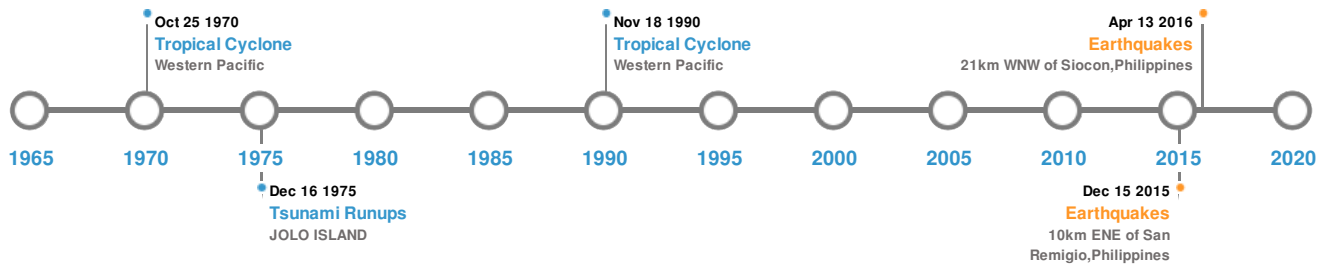 Oct 25 1970
Tropical Cyclone
Western Pacific
Nov 18 1990
Tropical Cyclone
Western Pacific
Apr 13 2016
Earthquakes
21km WNW of Siocon,Philippines
1965 1970 1975 1980 1985 1990 1995 2000 2005 2010 2015 2020
Dec 16 1975
Tsunami Runups
JOLO ISLAND
Dec 15 2015
Earthquakes
10km ENE of San
Remigio,Philippines